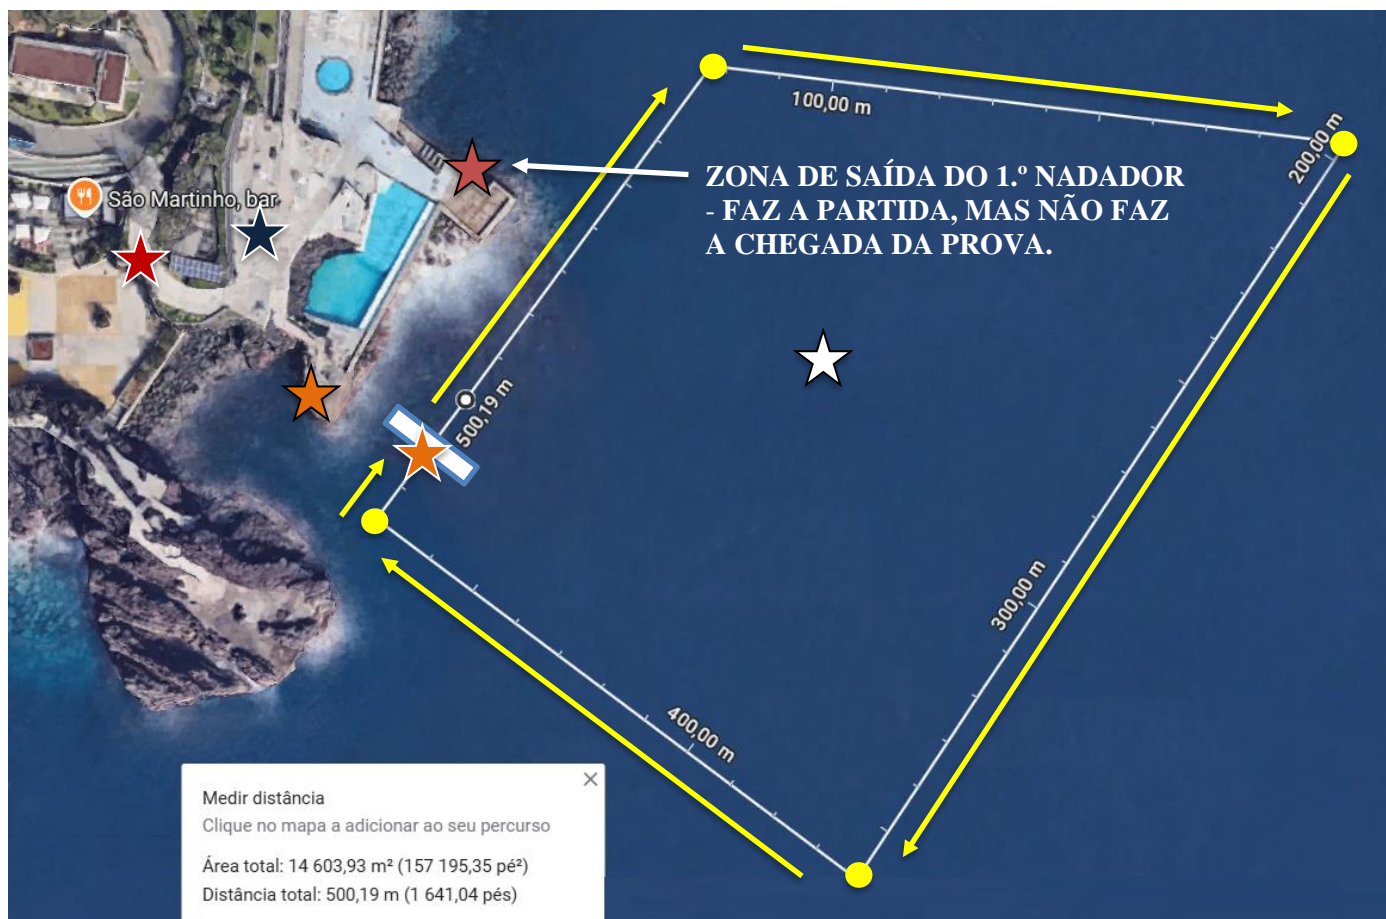 100,00 m
200,00 m
ZONA DE SAÍDA DO 1.º NADADOR
- FAZ A PARTIDA, MAS NÃO FAZ
A CHEGADA DA PROVA.
São Martinho, bar
500,19 m
300,00 m
400,00 m
Medir distância
Clique no mapa a adicionar ao seu percurso
Área total: 14 603,93 m² (157 195,35 pé²)
Distância total: 500,19 m (1 641,04 pés)